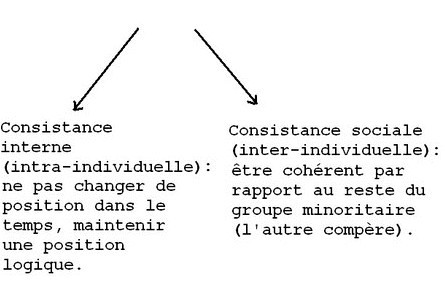 Consistance
interne
(intra-individuelle):
ne pas changer de
position dans le
temps, maintenir
une position
logique.
Consistance sociale
(inter-individuelle):
être cohérent par
rapport au reste du
groupe minoritaire
(l'autre compère).